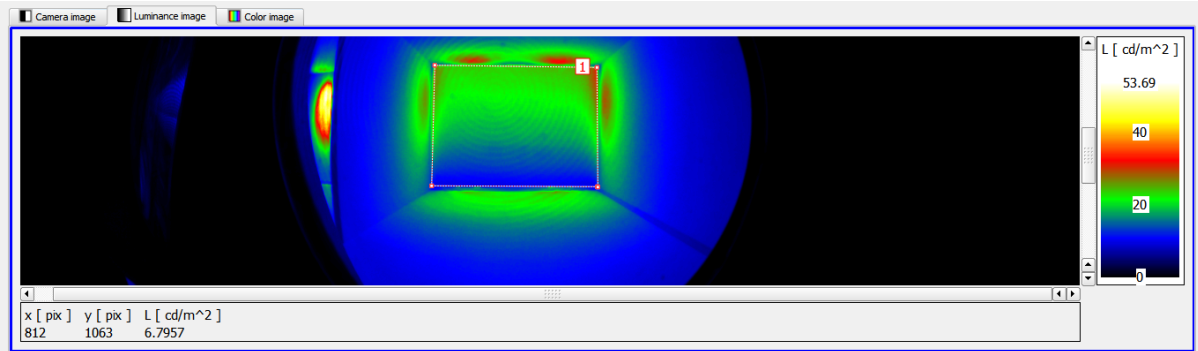 Camera image
Luminance image
Color image
1
L [ cd/m^2 ]
53.69
40
20
0
x [ pix ] y [ pix ] L [ cd/m^2 ]
812 1063 6.7957